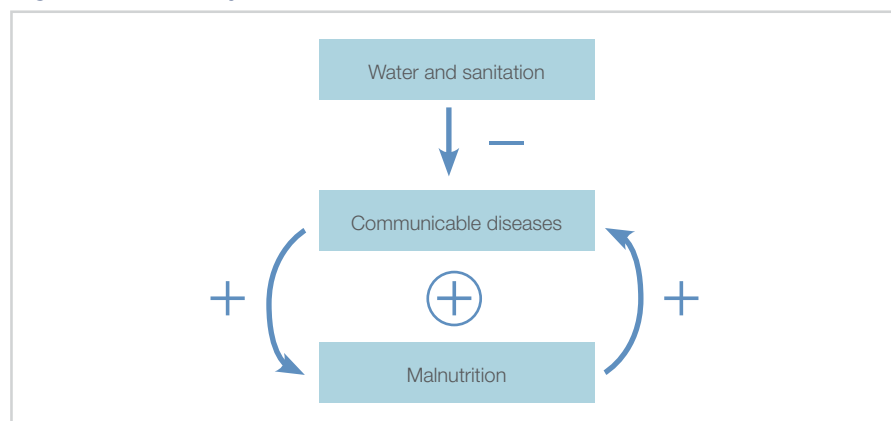 Water and sanitation
−
Communicable diseases
+
+
+
Malnutrition